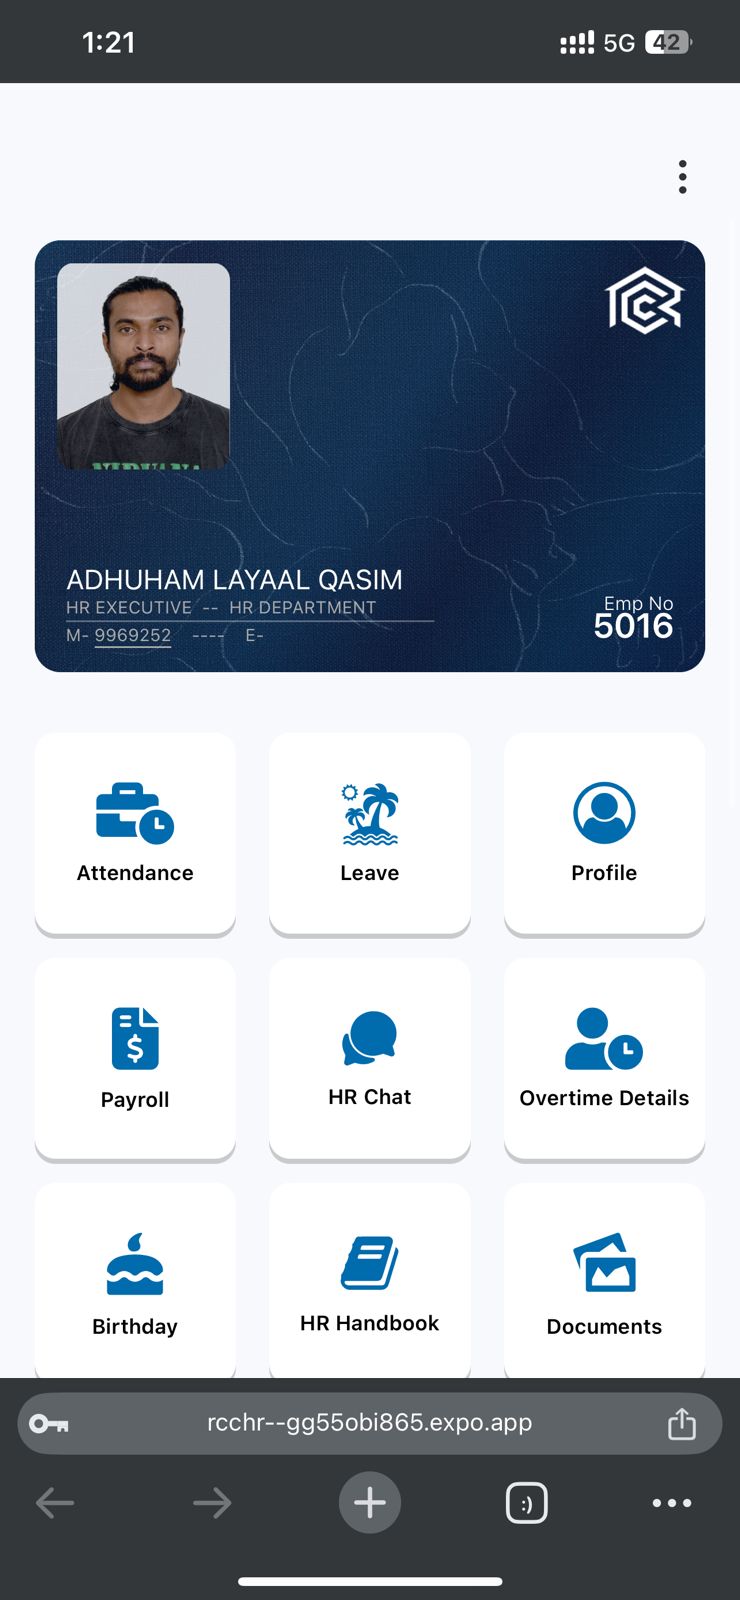 1:21
5G
42
NIRVANA
ADHUHAM LAYAAL QASIM
HR EXECUTIVE -- HR DEPARTMENT
M- 9969252 ---- E-
Emp No
5016
Attendance
Leave
Profile
Payroll
HR Chat
Overtime Details
Birthday
HR Handbook
Documents
rcchr--gg55obi865.expo.app
:)